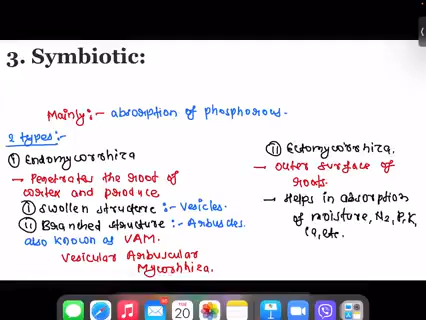 3. Symbiotic:
Mainly:- absorption of phosphorous.
2 types:-
(i) Endomycorrhiza
→ Penetrates the root of
cortex and produce
(i) Swollen structure :- Vesicles.
(ii) Branched structure :- Arbuscles.
also known as VAM.
Vesicular Arbuscular
Mycorrhiza.
(ii) Ectomycorrhiza.
→ Outer surface of
roots.
→ Helps in absorption
of moisture, N2, P, K,
Ca, etc.
TUE
20